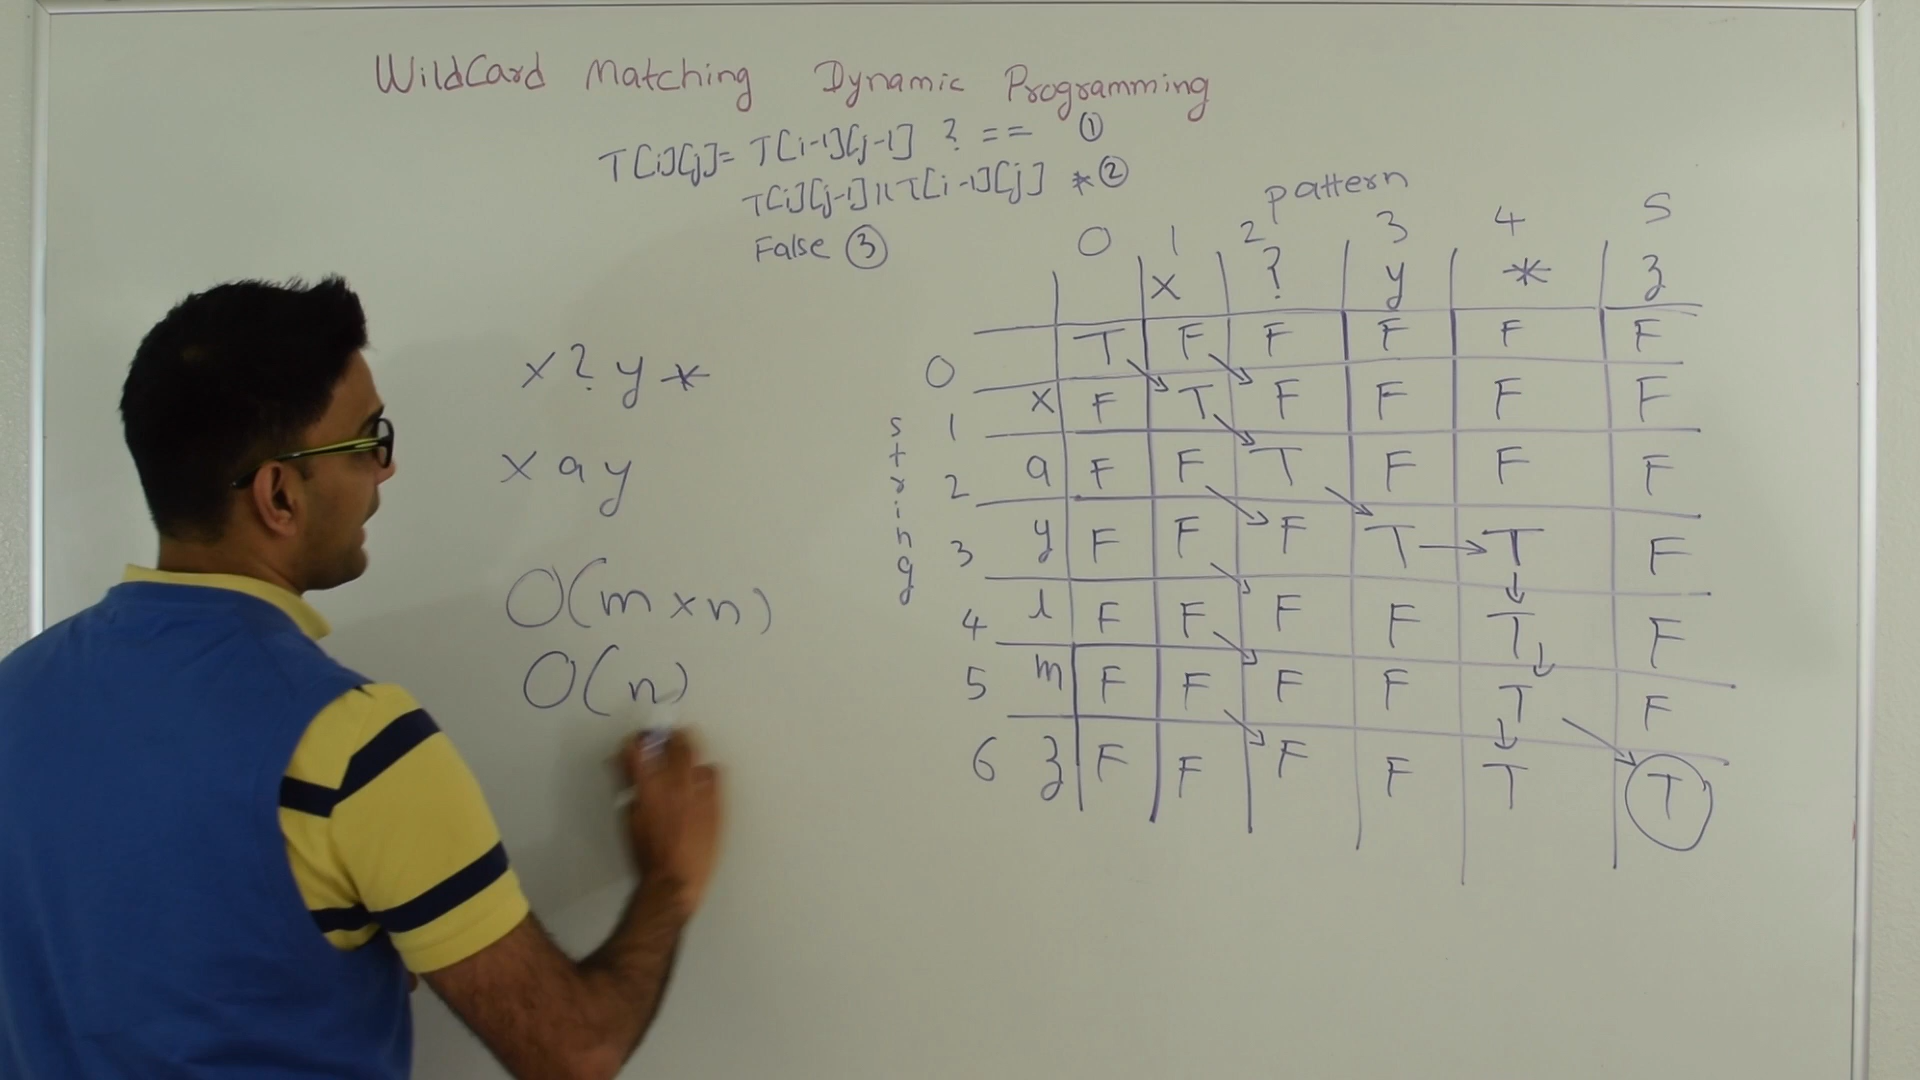 WildCard Matching Dynamic Programming
T[i][j]= T[i-1][j-1] ? == ①
T[i][j-1] || T[i-1][j] * ②
False ③
x ? y *
x a y
O(m x n)
O(n)
pattern
0 1 2 3 4 5
x ? y * z
string
0 T F F F F F
1 x F T F F F F
2 a F F T F F F
3 y F F F T T F
4 l F F F F T F
5 m F F F F T F
6 z F F F F T T